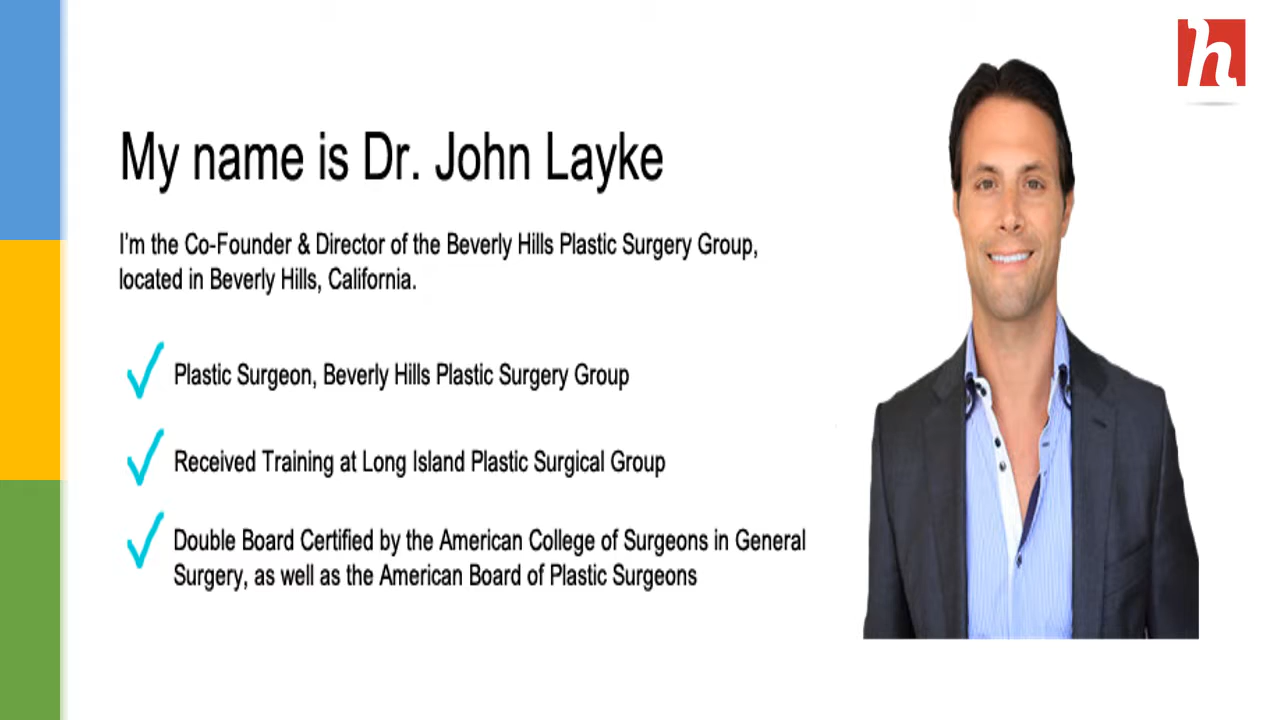 h
My name is Dr. John Layke
I'm the Co-Founder & Director of the Beverly Hills Plastic Surgery Group,
located in Beverly Hills, California.
Plastic Surgeon, Beverly Hills Plastic Surgery Group
Received Training at Long Island Plastic Surgical Group
Double Board Certified by the American College of Surgeons in General
Surgery, as well as the American Board of Plastic Surgeons